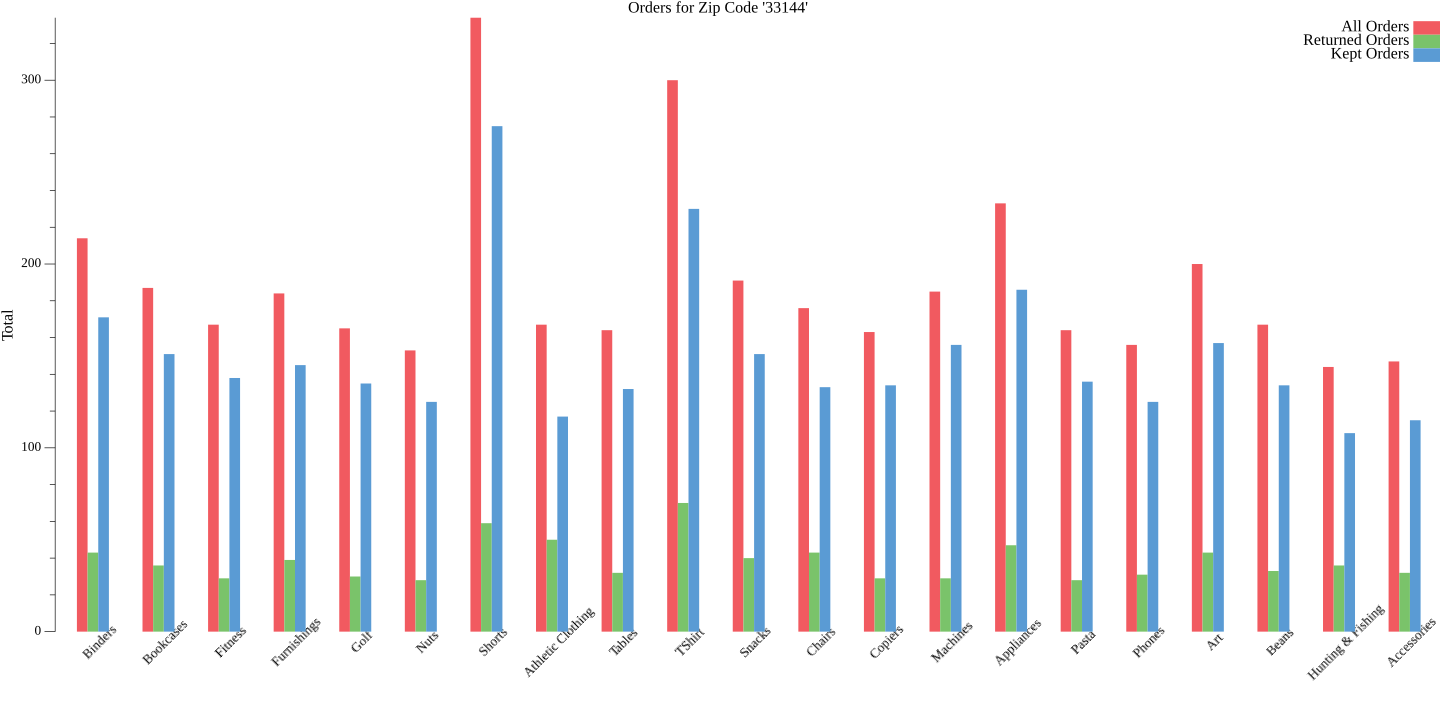 Orders for Zip Code '33144'
All Orders
Returned Orders
Kept Orders
Total
300
200
100
0
Binders
Bookcases
Fitness
Furnishings
Golf
Nuts
Shorts
Athletic Clothing
Tables
TShirt
Snacks
Chairs
Copiers
Machines
Appliances
Pasta
Phones
Art
Beans
Hunting & Fishing
Accessories